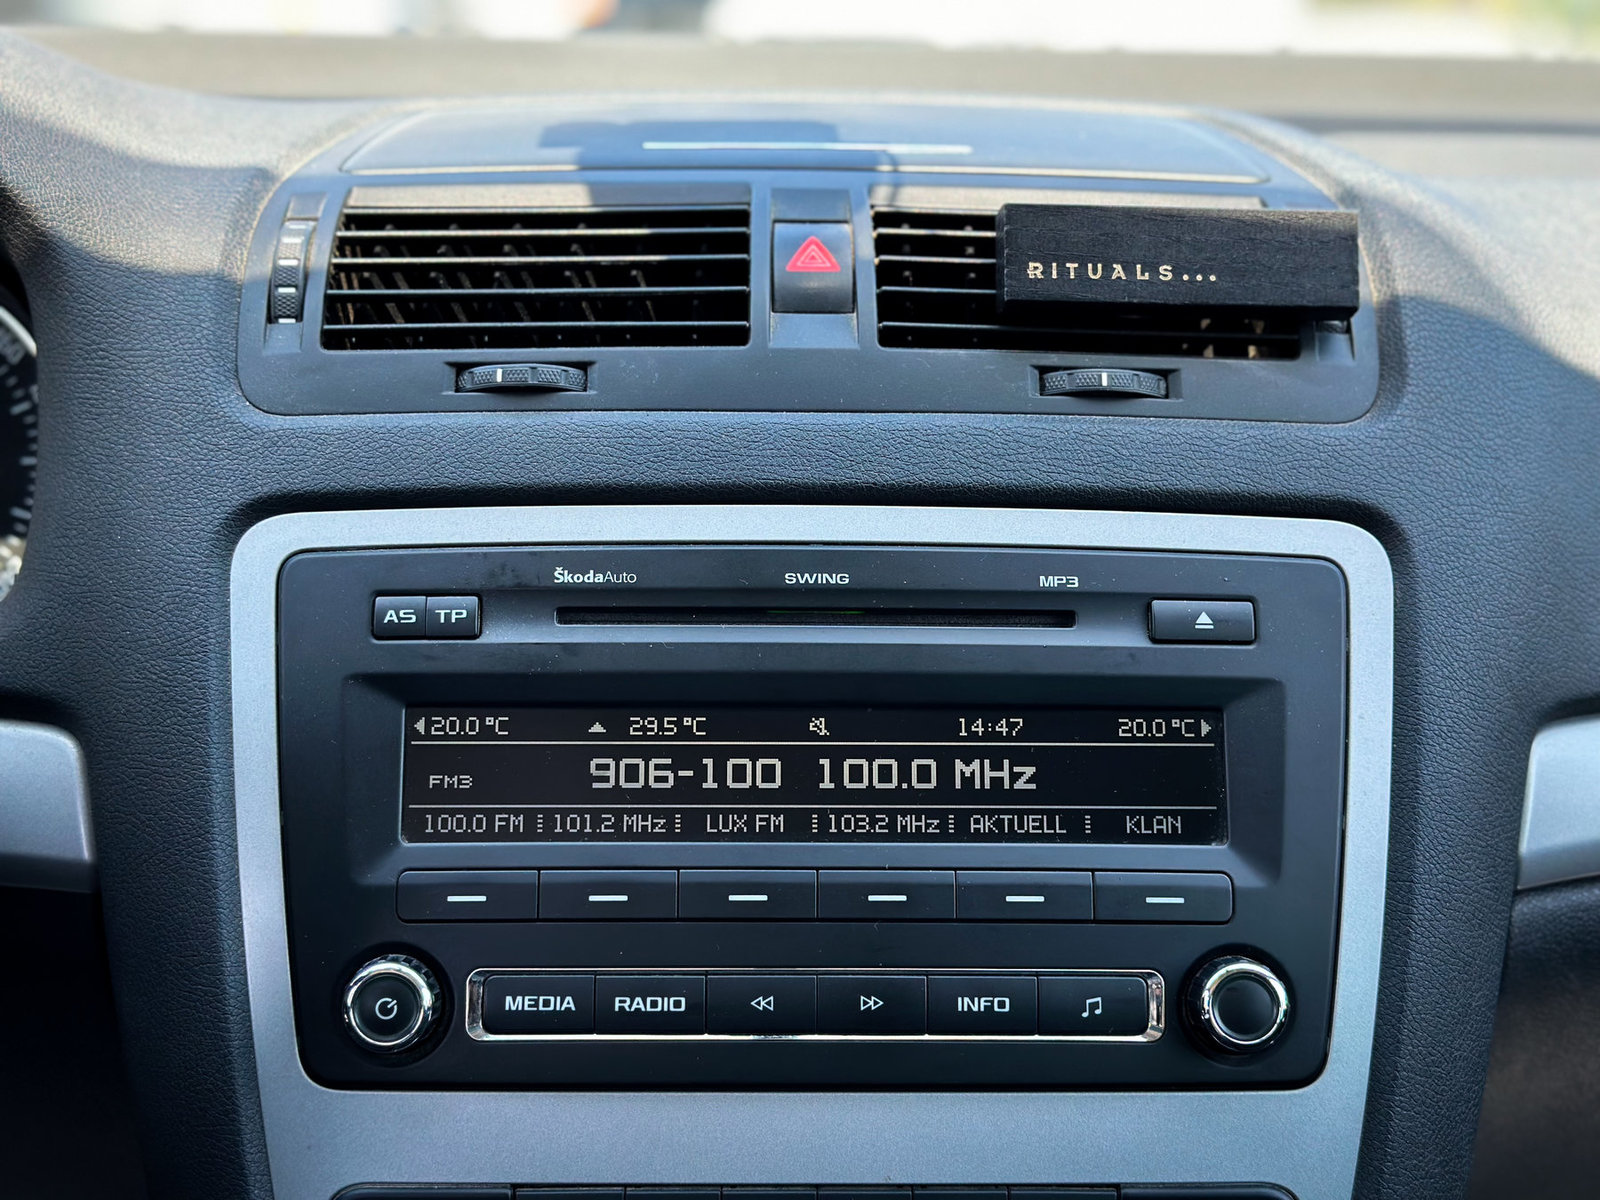 RITUALS...
ŠkodaAuto SWING MP3
AS TP
20.0°C 29.5°C 14:47 20.0°C
FM3 906-100 100.0 MHz
100.0 FM 101.2 MHz LUX FM 103.2 MHz AKTUELL KLAN
MEDIA RADIO INFO